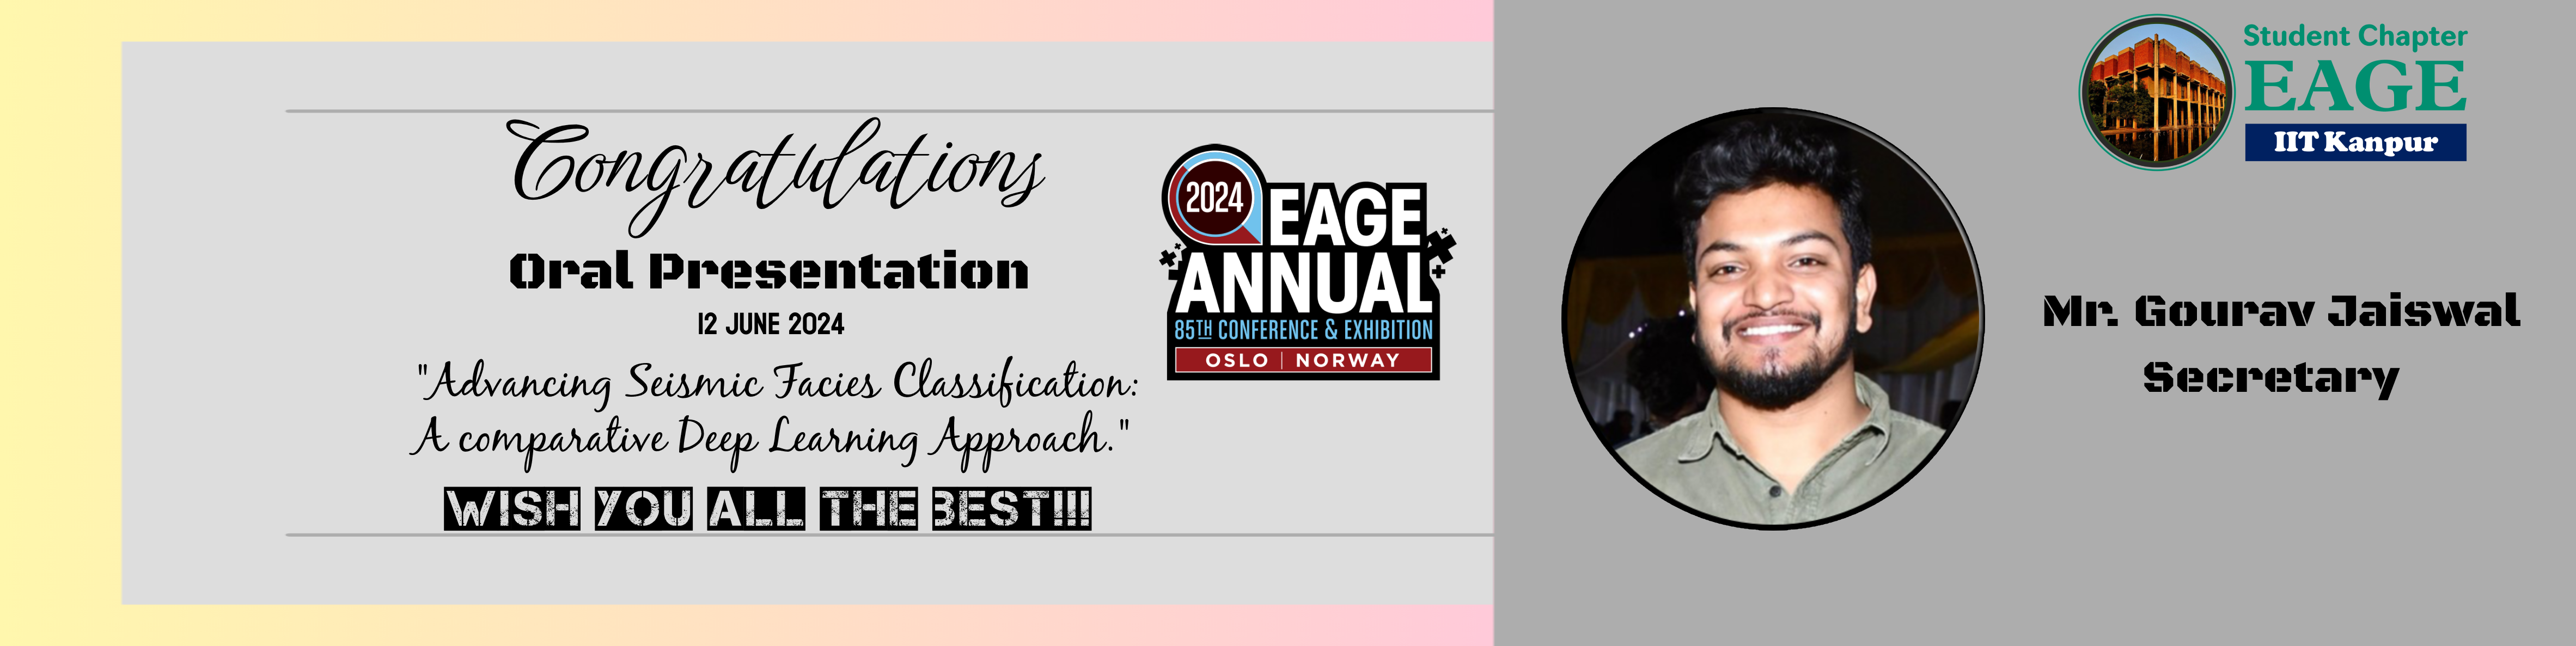 Congratulations
Oral Presentation
12 JUNE 2024
"Advancing Seismic Facies Classification:
A comparative Deep Learning Approach."
WISH YOU ALL THE BEST!!!
2024
EAGE
ANNUAL
85TH CONFERENCE & EXHIBITION
OSLO | NORWAY
Student Chapter
EAGE
IIT Kanpur
Mr. Gourav Jaiswal
Secretary